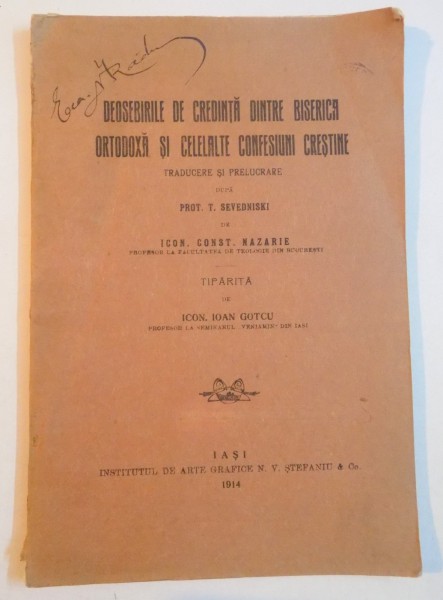 DEOSEBIRILE DE CREDINȚĂ DINTRE BISERICA
ORTODOXĂ ȘI CELELALTE CONFESIUNI CREȘTINE
TRADUCERE ȘI PRELUCRARE
DUPĂ
PROT. T. SEVEDNISKI
DE
ICON. CONST. NAZARIE
PROFESOR LA FACULTATEA DE TEOLOGIE DIN BUCUREȘTI
TIPĂRITĂ
DE
ICON. IOAN GOTCU
PROFESOR LA SEMINARUL "VENIAMIN" DIN IAȘI
IAȘI
INSTITUTUL DE ARTE GRAFICE N. V. ȘTEFANIU & Co.
1914